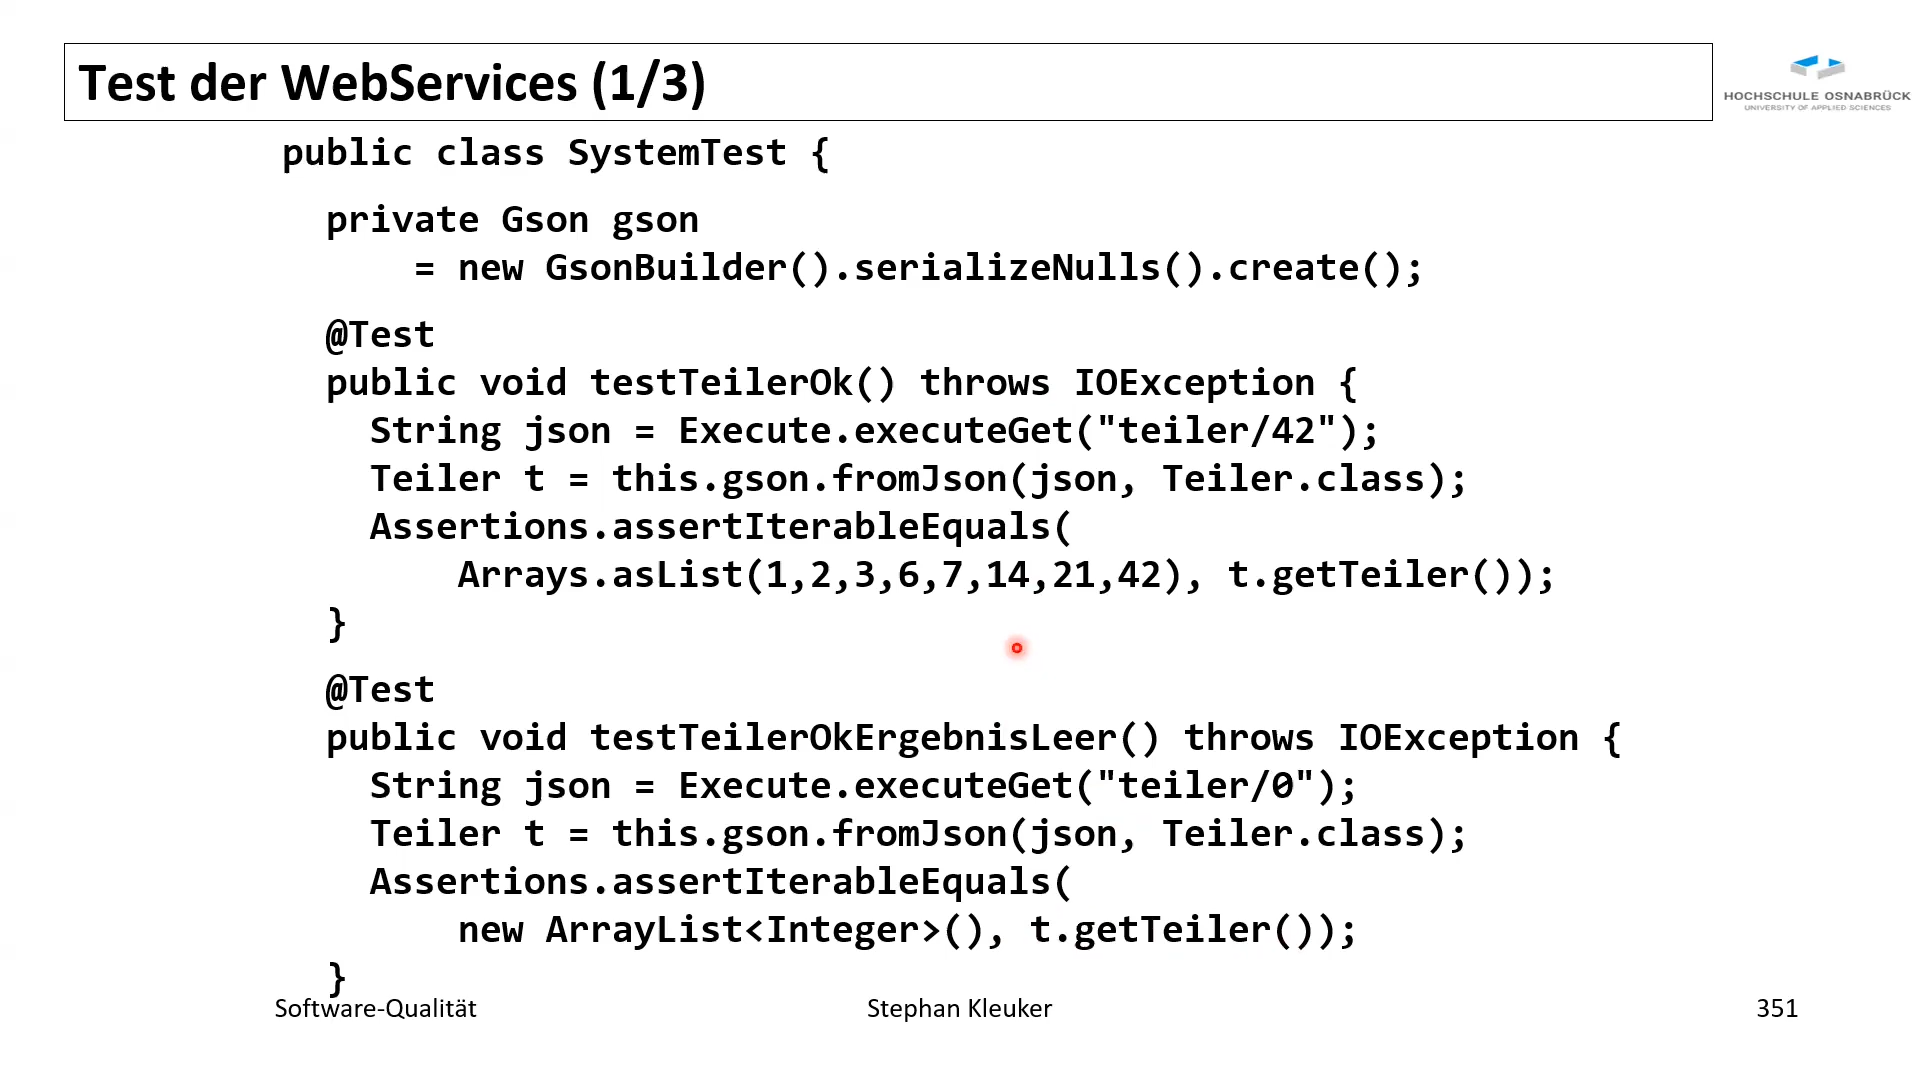 Test der WebServices (1/3)
HOCHSCHULE OSNABRÜCK
UNIVERSITY OF APPLIED SCIENCES
public class SystemTest {
private Gson gson
= new GsonBuilder().serializeNulls().create();
@Test
public void testTeilerOk() throws IOException {
String json = Execute.executeGet("teiler/42");
Teiler t = this.gson.fromJson(json, Teiler.class);
Assertions.assertIterableEquals(
Arrays.asList(1,2,3,6,7,14,21,42), t.getTeiler());
}
@Test
public void testTeilerOkErgebnisLeer() throws IOException {
String json = Execute.executeGet("teiler/0");
Teiler t = this.gson.fromJson(json, Teiler.class);
Assertions.assertIterableEquals(
new ArrayList<Integer>(), t.getTeiler());
}
Software-Qualität
Stephan Kleuker
351